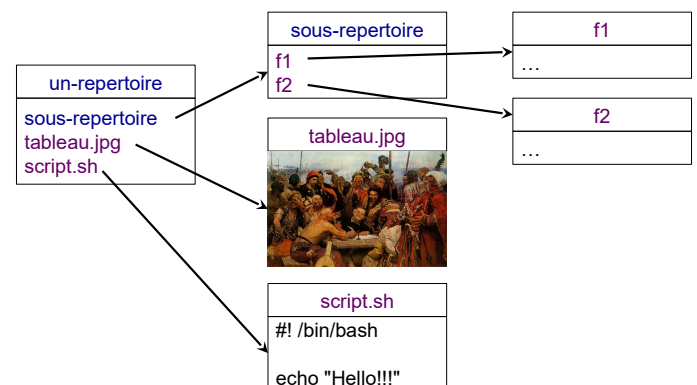 un-repertoire
sous-repertoire
tableau.jpg
script.sh
sous-repertoire
f1
f2
f1
…
f2
…
tableau.jpg
script.sh
#! /bin/bash
echo "Hello!!!"